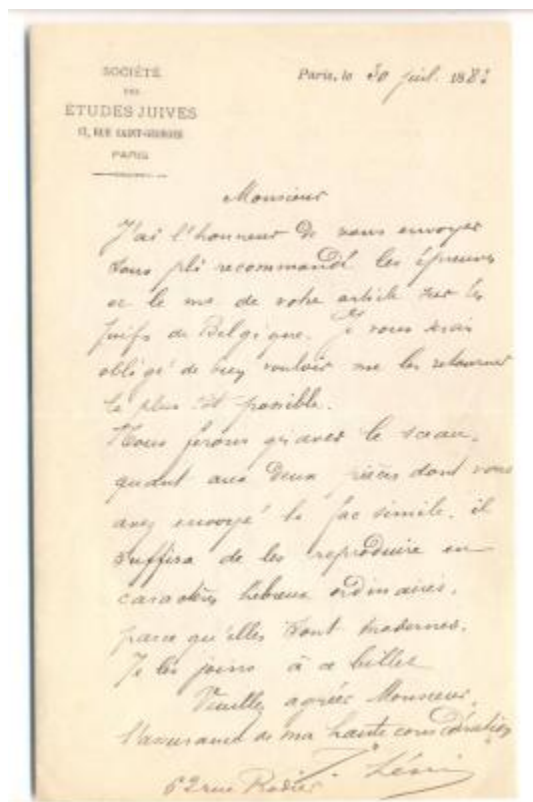 SOCIÉTÉ
DES
ÉTUDES JUIVES
17, RUE SAINT-GEORGES
PARIS
Paris, le 30 juil. 1882
Monsieur
J'ai l'honneur de vous envoyer
sous pli recommandé les épreuves
et le ms de votre article sur les
juifs de Belgique. Je vous serais
obligé de bien vouloir me les retourner
le plus tôt possible.
Nous ferons graver le sceau,
quant aux deux pièces dont vous
avez envoyé le fac simile, il
suffira de les reproduire en
caractères hébreux ordinaires,
parce qu'elles sont modernes.
Je les joins à ce billet
Veuillez agréer Monsieur,
l'assurance de ma haute considération
Lévi
62 rue Rodier